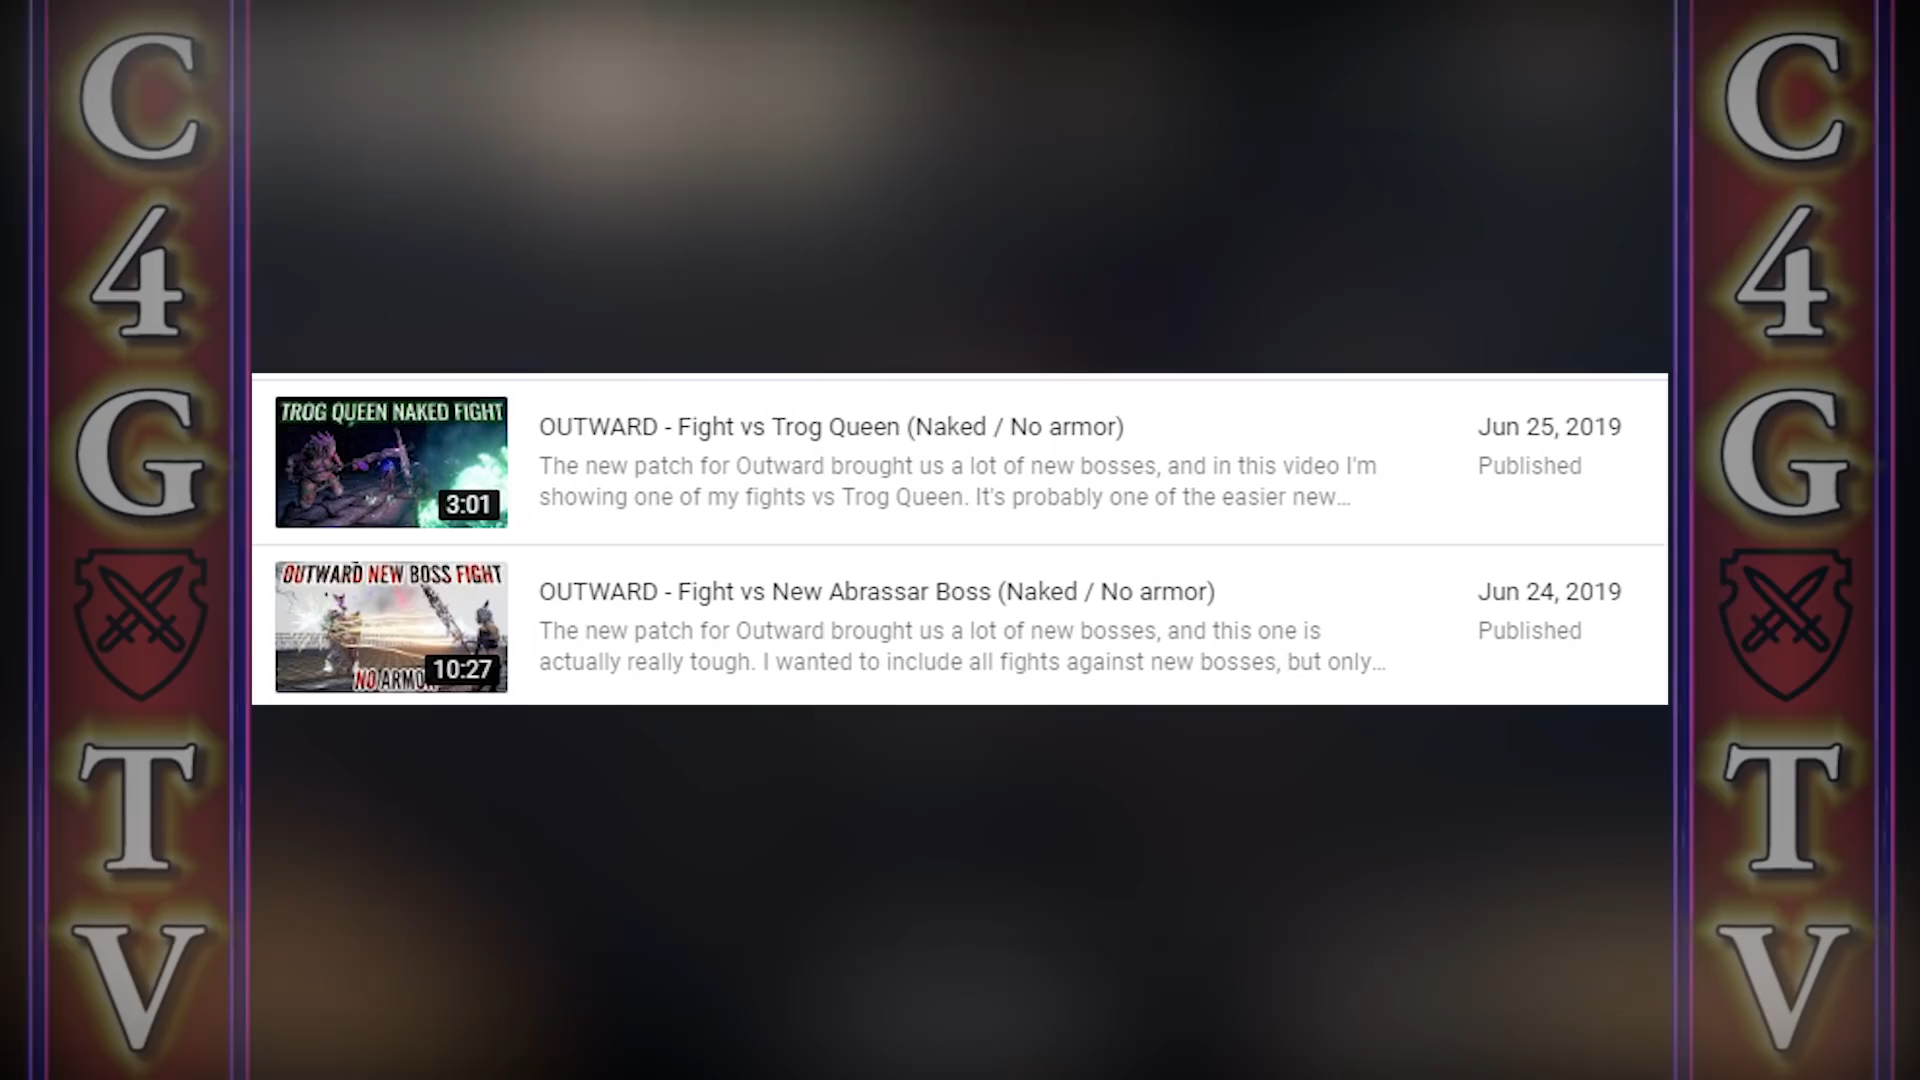 C
4
G
T
V
TROG QUEEN NAKED FIGHT
3:01
OUTWARD - Fight vs Trog Queen (Naked / No armor)
The new patch for Outward brought us a lot of new bosses, and in this video I'm
showing one of my fights vs Trog Queen. It's probably one of the easier new...
Jun 25, 2019
Published
OUTWARD NEW BOSS FIGHT
NO ARMO
10:27
OUTWARD - Fight vs New Abrassar Boss (Naked / No armor)
The new patch for Outward brought us a lot of new bosses, and this one is
actually really tough. I wanted to include all fights against new bosses, but only...
Jun 24, 2019
Published
C
4
G
T
V